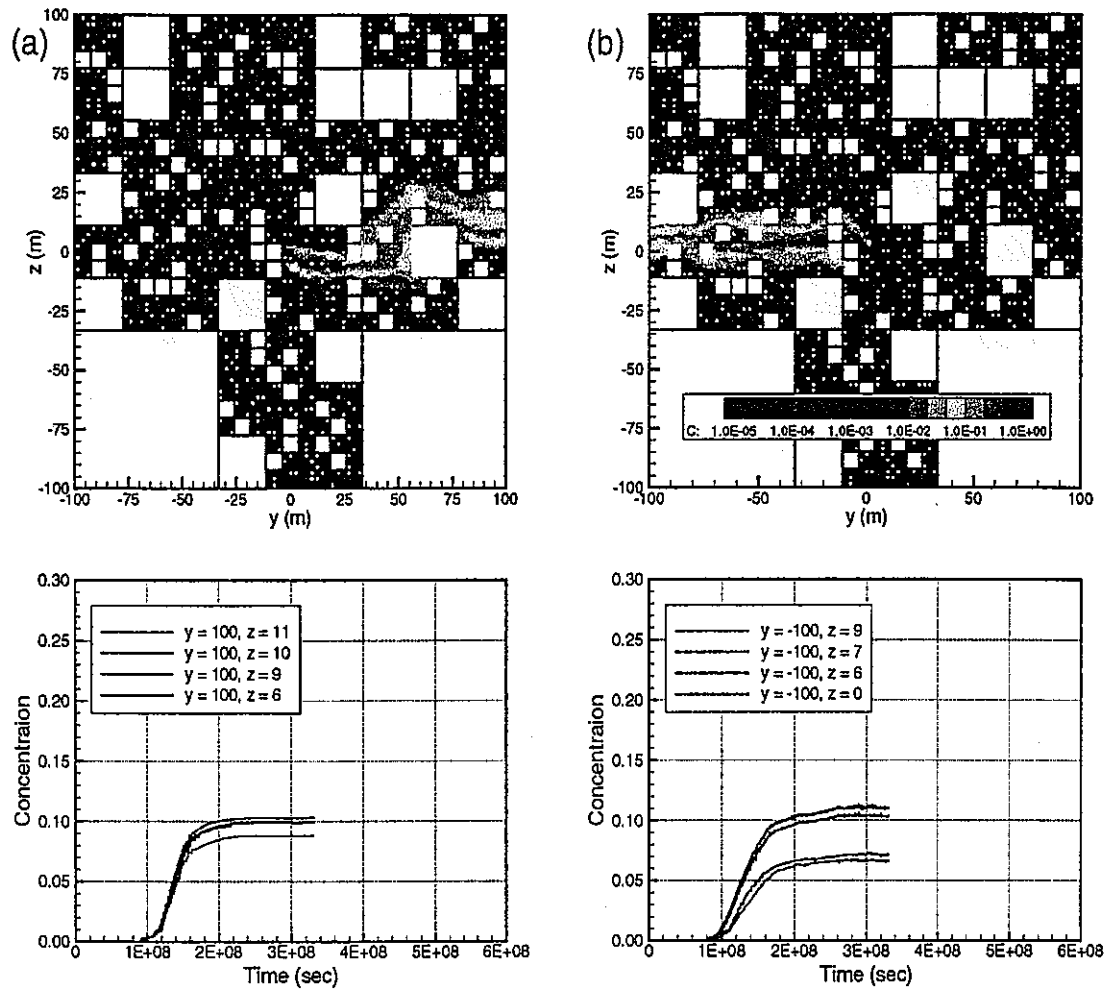 (a)
100
75
50
25
0
-25
-50
-75
-100
z (m)
-100 -75 -50 -25 0 25 50 75 100
y (m)
(b)
100
75
50
25
0
-25
-50
-75
-100
z (m)
C: 1.0E-05 1.0E-04 1.0E-03 1.0E-02 1.0E-01 1.0E+00
-100 -50 0 50 100
y (m)
0.30
0.25
0.20
0.15
0.10
0.05
0.00
Concentraion
y = 100, z = 11
y = 100, z = 10
y = 100, z = 9
y = 100, z = 6
0 1E+08 2E+08 3E+08 4E+08 5E+08 6E+08
Time (sec)
0.30
0.25
0.20
0.15
0.10
0.05
0.00
Concentraion
y = -100, z = 9
y = -100, z = 7
y = -100, z = 6
y = -100, z = 0
0 1E+08 2E+08 3E+08 4E+08 5E+08 6E+08
Time (sec)